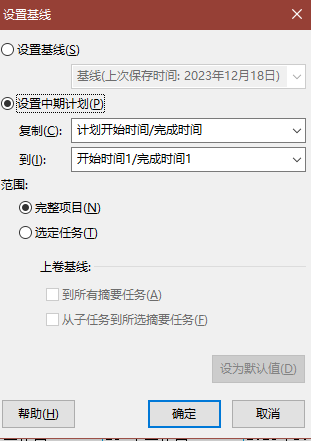 设置基线
设置基线(S)
基线(上次保存时间: 2023年12月18日)
设置中期计划(P)
复制(C): 计划开始时间/完成时间
到(I): 开始时间1/完成时间1
范围:
完整项目(N)
选定任务(T)
上卷基线:
到所有摘要任务(A)
从子任务到所选摘要任务(F)
设为默认值(D)
帮助(H) 确定 取消